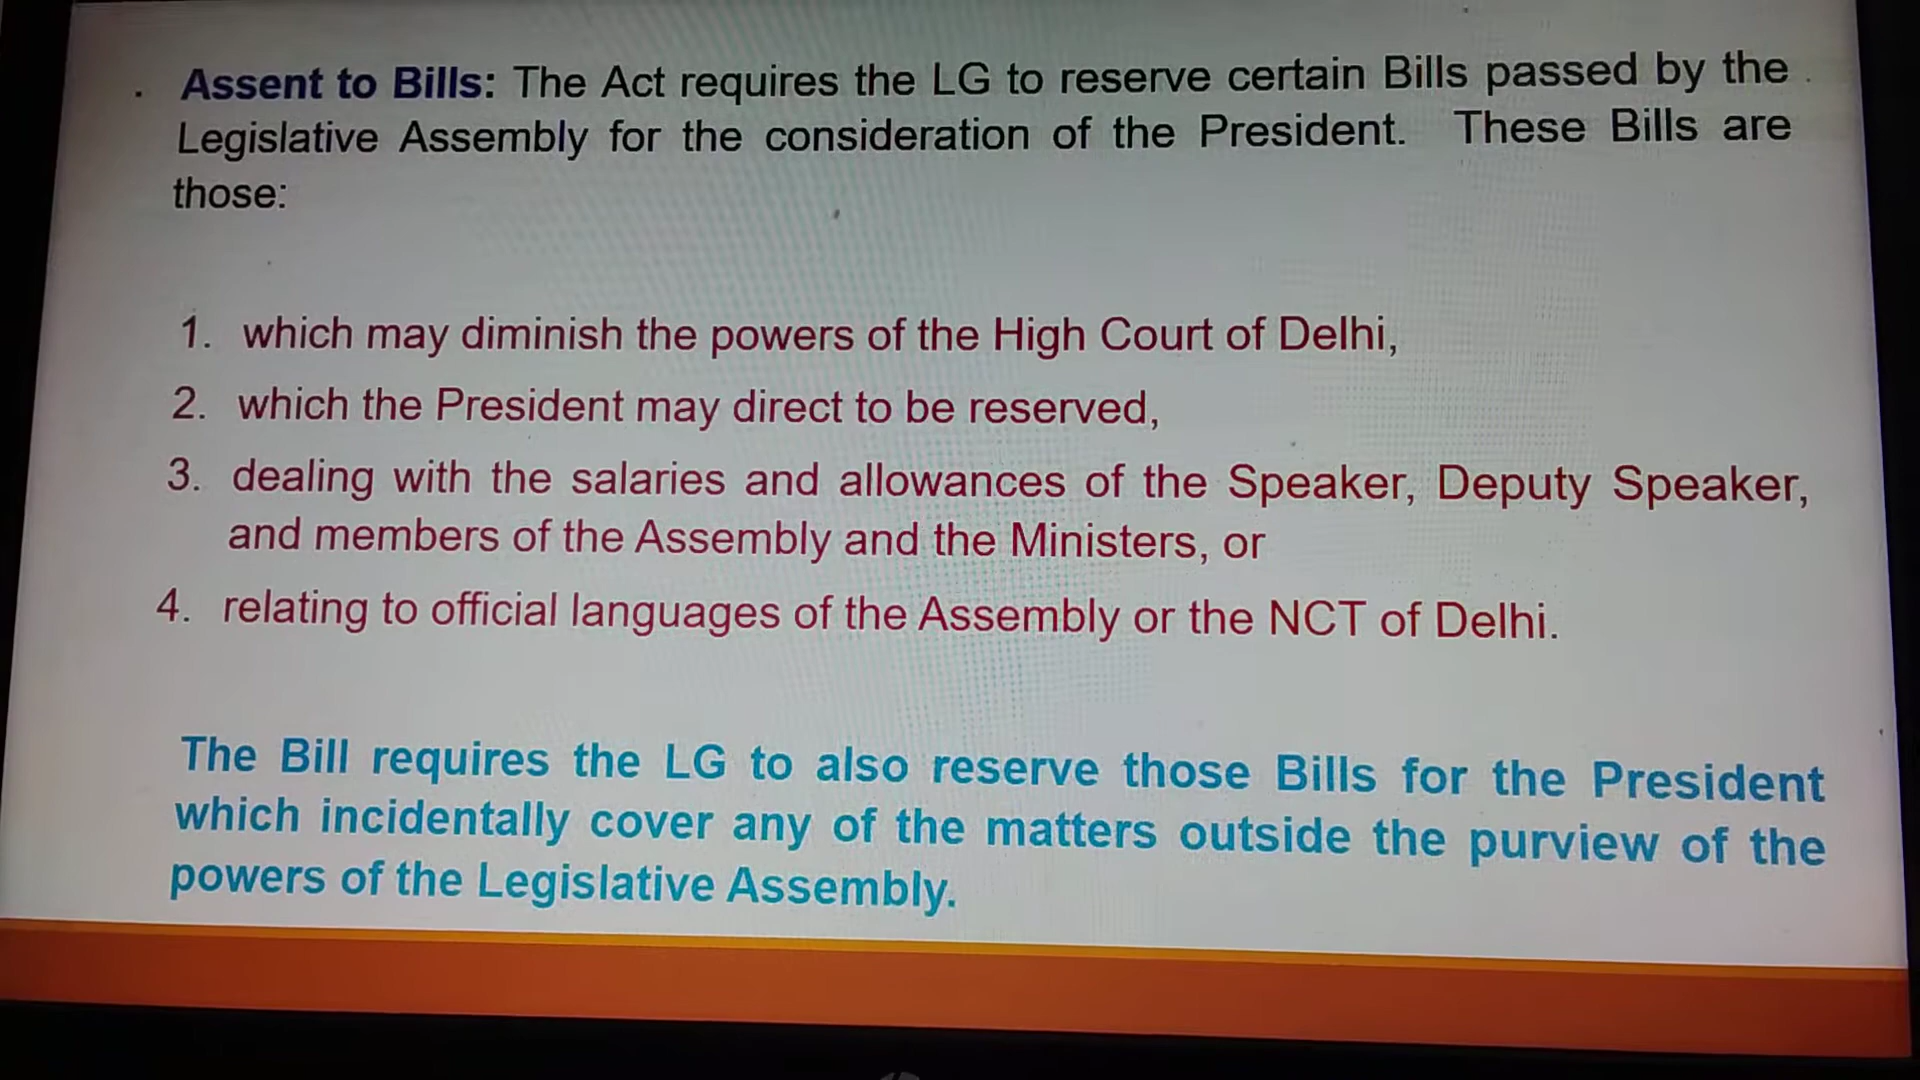 Assent to Bills: The Act requires the LG to reserve certain Bills passed by the
Legislative Assembly for the consideration of the President. These Bills are
those:
1. which may diminish the powers of the High Court of Delhi,
2. which the President may direct to be reserved,
3. dealing with the salaries and allowances of the Speaker, Deputy Speaker,
and members of the Assembly and the Ministers, or
4. relating to official languages of the Assembly or the NCT of Delhi.
The Bill requires the LG to also reserve those Bills for the President
which incidentally cover any of the matters outside the purview of the
powers of the Legislative Assembly.